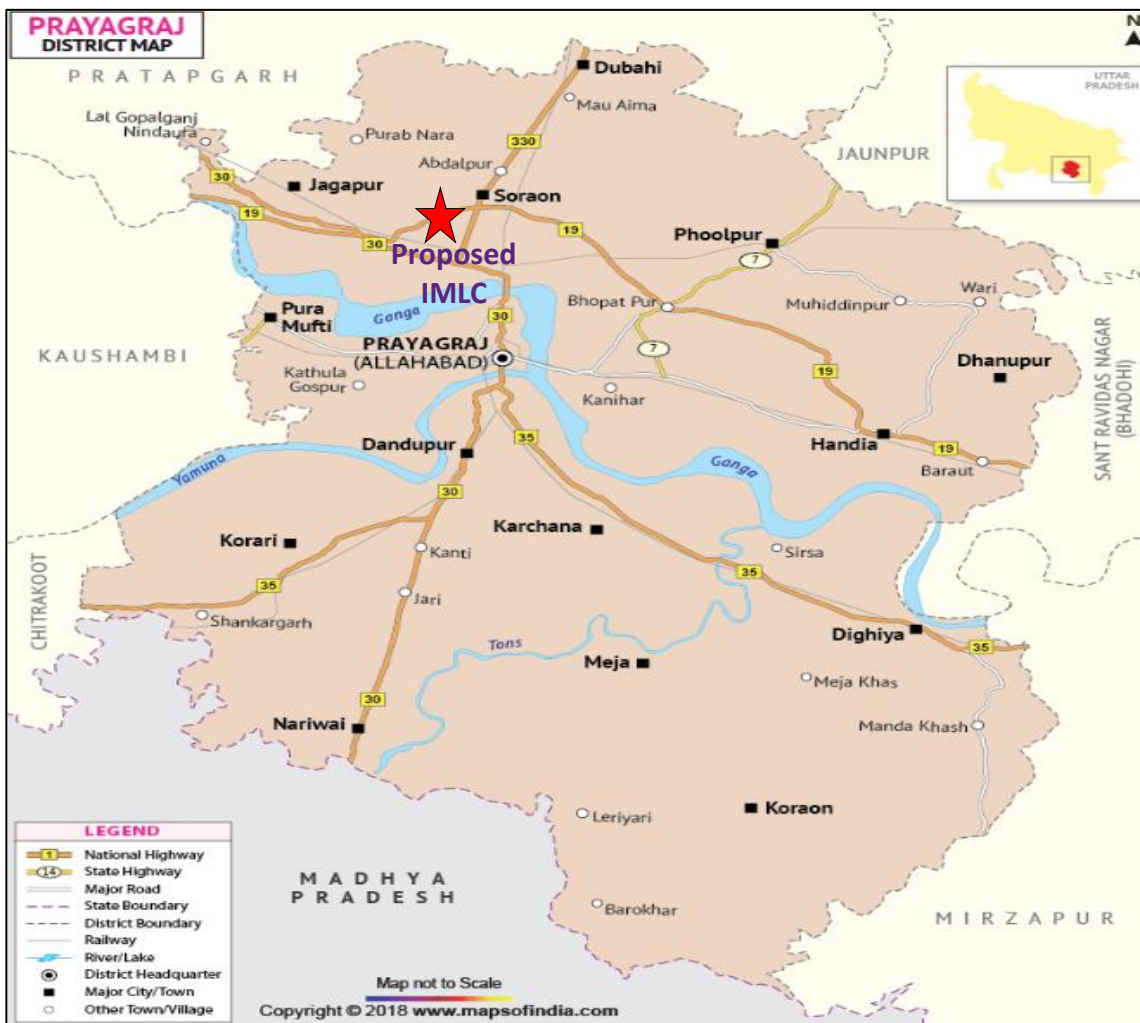 PRAYAGRAJ
DISTRICT MAP
N
PRATAPGARH
Dubahi
Mau Aima
UTTAR
PRADESH
Lal Gopalganj
Nindaura
Purab Nara
330
Abdalpur
JAUNPUR
30
Jagapur
Soraon
19
30
19
Phoolpur
Proposed
IMLC
7
Wari
Bhopat Pur
Muhiddinpur
Pura
Mufti
Ganga
30
KAUSHAMBI
PRAYAGRAJ
(ALLAHABAD)
7
Kathula
Gospur
Kanihar
19
Dhanupur
SANT RAVIDAS NAGAR
(BHADOHI)
Dandupur
35
Handia
19
Baraut
Yamuna
Ganga
30
Korari
Karchana
Kanti
Sirsa
35
35
Jari
CHITRAKOOT
Shankargarh
Dighiya
35
Tons
Meja
Meja Khas
30
Nariwai
Manda Khash
Koraon
Leriyari
MADHYA
PRADESH
Barokhar
MIRZAPUR
LEGEND
1 National Highway
14 State Highway
Major Road
State Boundary
District Boundary
Railway
River/Lake
District Headquarter
Major City/Town
Other Town/Village
Map not to Scale
Copyright © 2018 www.mapsofindia.com